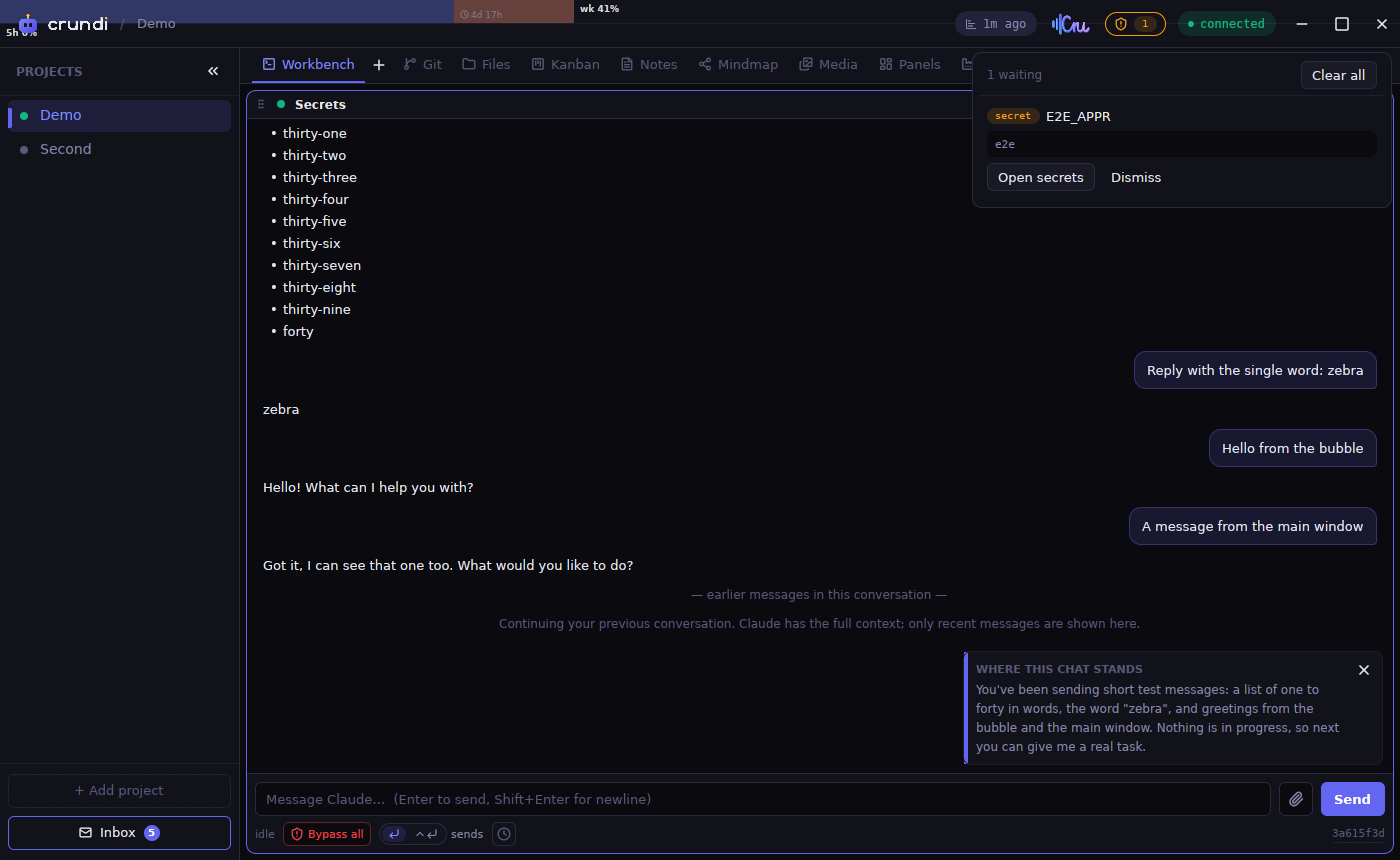 4d 17h
wk 41%
5h 6%
crundi / Demo
1m ago
Cru
1
connected
PROJECTS
Demo
Second
+ Add project
Inbox 5
Workbench
Git
Files
Kanban
Notes
Mindmap
Media
Panels
1 waiting
Clear all
secret E2E_APPR
e2e
Open secrets
Dismiss
Secrets
• thirty-one
• thirty-two
• thirty-three
• thirty-four
• thirty-five
• thirty-six
• thirty-seven
• thirty-eight
• thirty-nine
• forty
Reply with the single word: zebra
zebra
Hello from the bubble
Hello! What can I help you with?
A message from the main window
Got it, I can see that one too. What would you like to do?
— earlier messages in this conversation —
Continuing your previous conversation. Claude has the full context; only recent messages are shown here.
WHERE THIS CHAT STANDS
You've been sending short test messages: a list of one to
forty in words, the word "zebra", and greetings from the
bubble and the main window. Nothing is in progress, so next
you can give me a real task.
Message Claude... (Enter to send, Shift+Enter for newline)
Send
idle
Bypass all
sends
3a615f3d